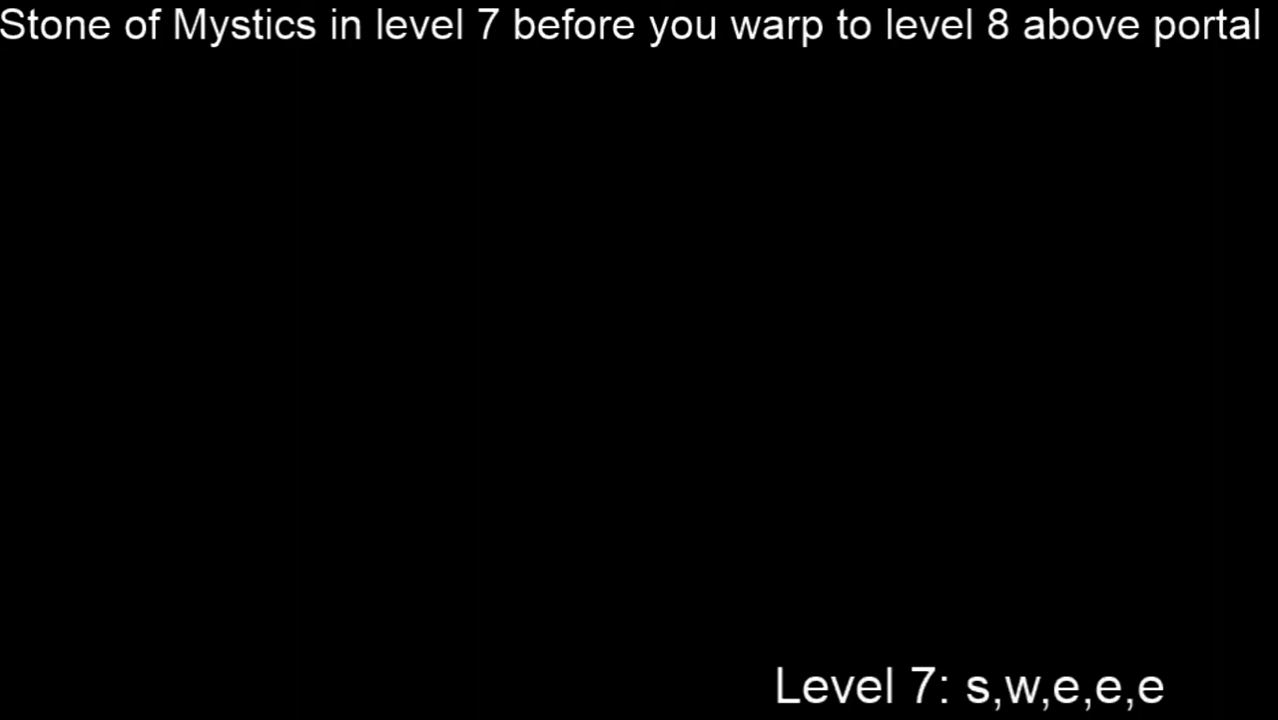 Stone of Mystics in level 7 before you warp to level 8 above portal
Level 7: s,w,e,e,e